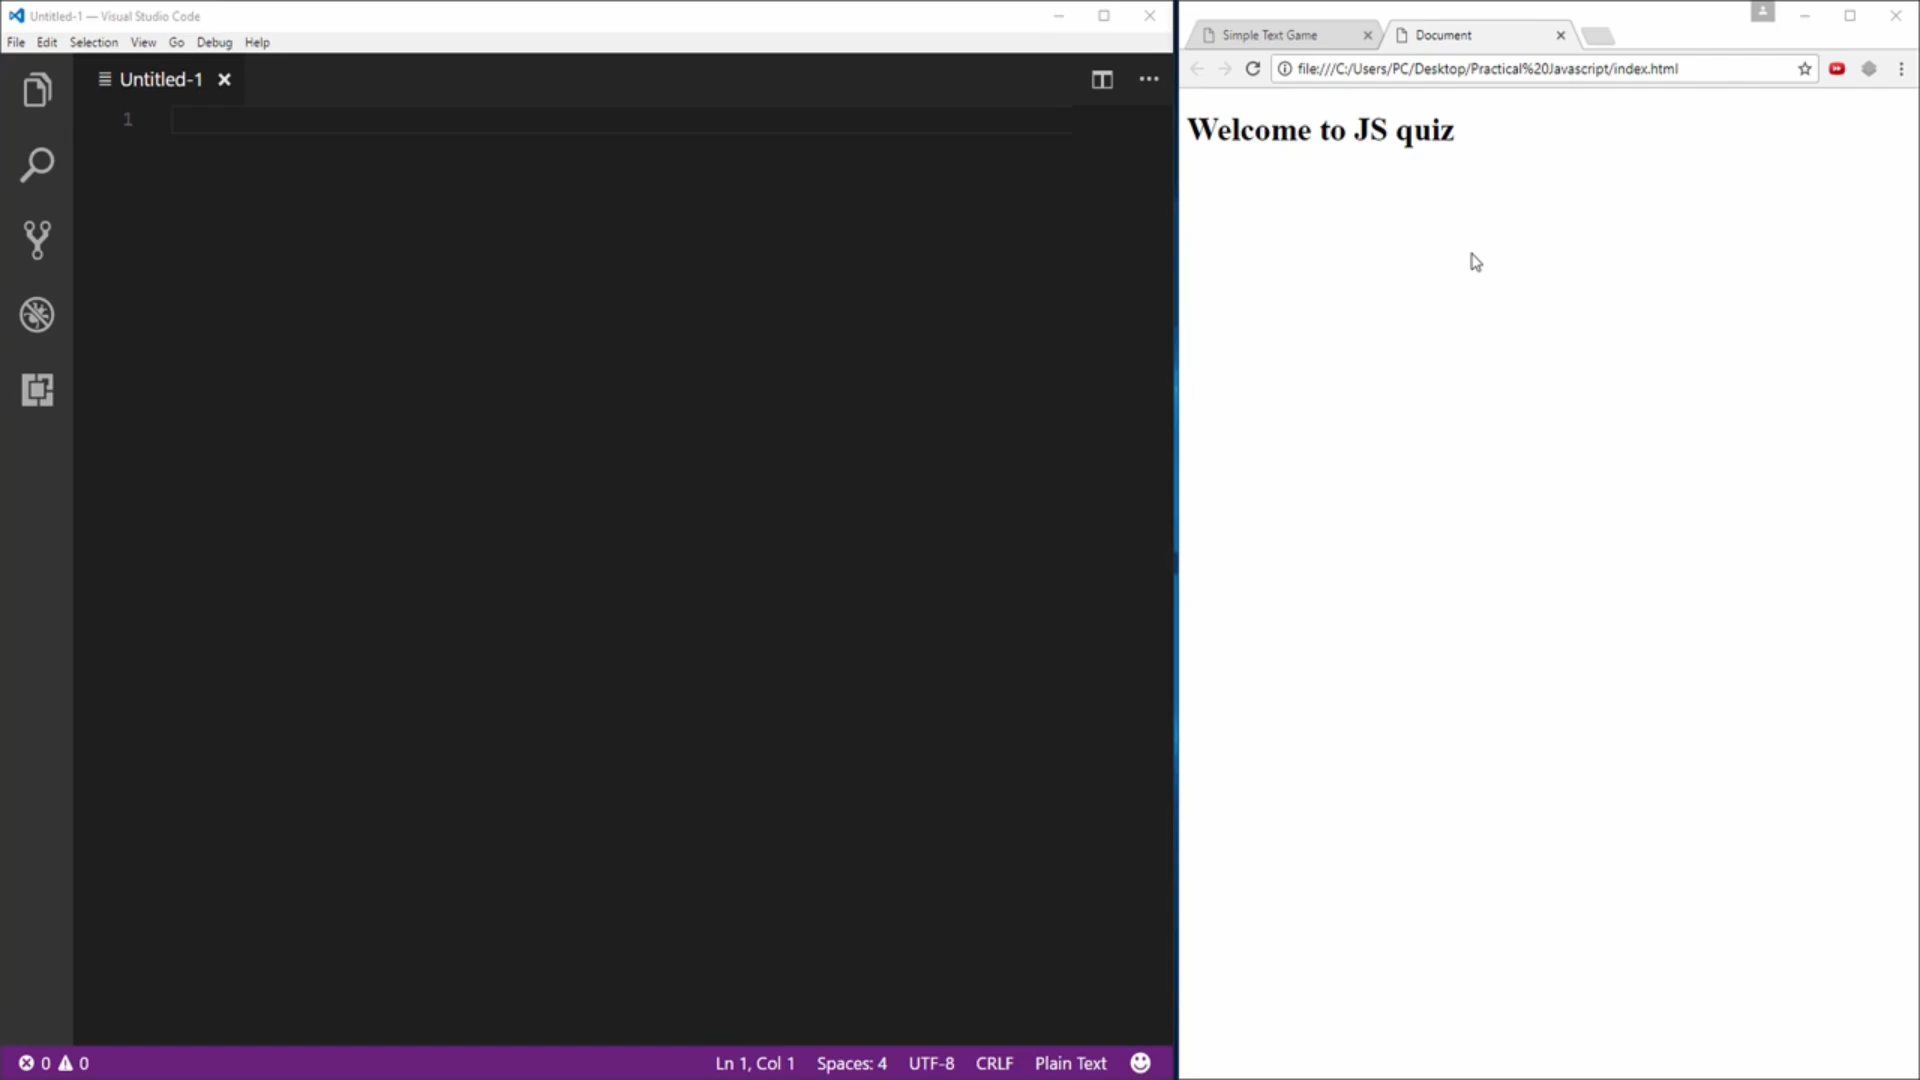 Untitled-1 — Visual Studio Code
File Edit Selection View Go Debug Help
Untitled-1
1
0 0
Ln 1, Col 1 Spaces: 4 UTF-8 CRLF Plain Text
Simple Text Game Document
file:///C:/Users/PC/Desktop/Practical%20Javascript/index.html
Welcome to JS quiz